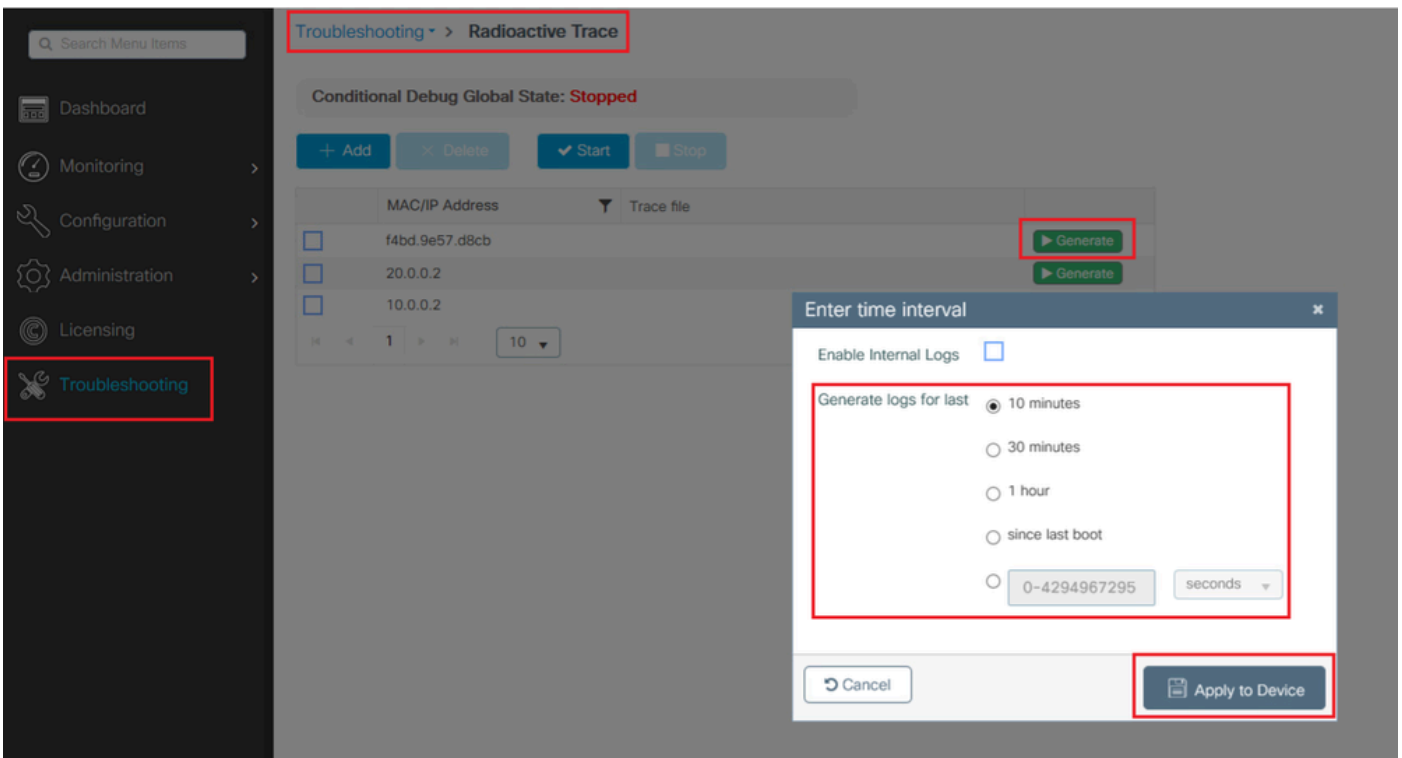 Search Menu Items
Dashboard
Monitoring
Configuration
Administration
Licensing
Troubleshooting
Troubleshooting > Radioactive Trace
Conditional Debug Global State: Stopped
+ Add × Delete Start Stop
MAC/IP Address Trace file
f4bd.9e57.d8cb Generate
20.0.0.2 Generate
10.0.0.2
1 10
Enter time interval ×
Enable Internal Logs
Generate logs for last 10 minutes
30 minutes
1 hour
since last boot
0-4294967295 seconds
Cancel Apply to Device